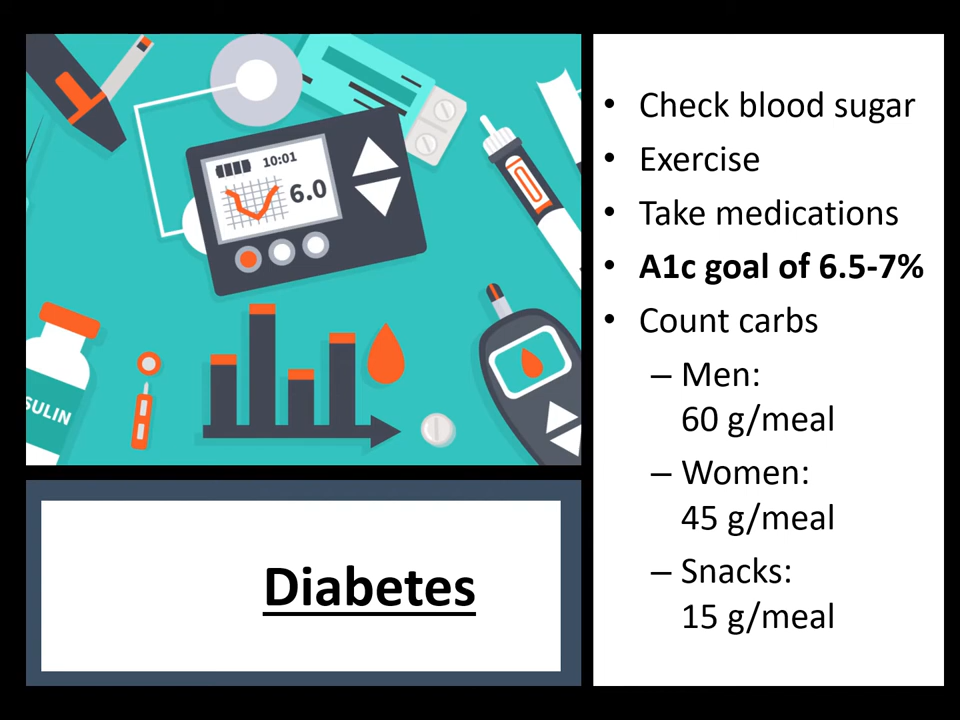 10:01
6.0
SULIN
Diabetes
• Check blood sugar
• Exercise
• Take medications
• A1c goal of 6.5-7%
• Count carbs
– Men:
60 g/meal
– Women:
45 g/meal
– Snacks:
15 g/meal